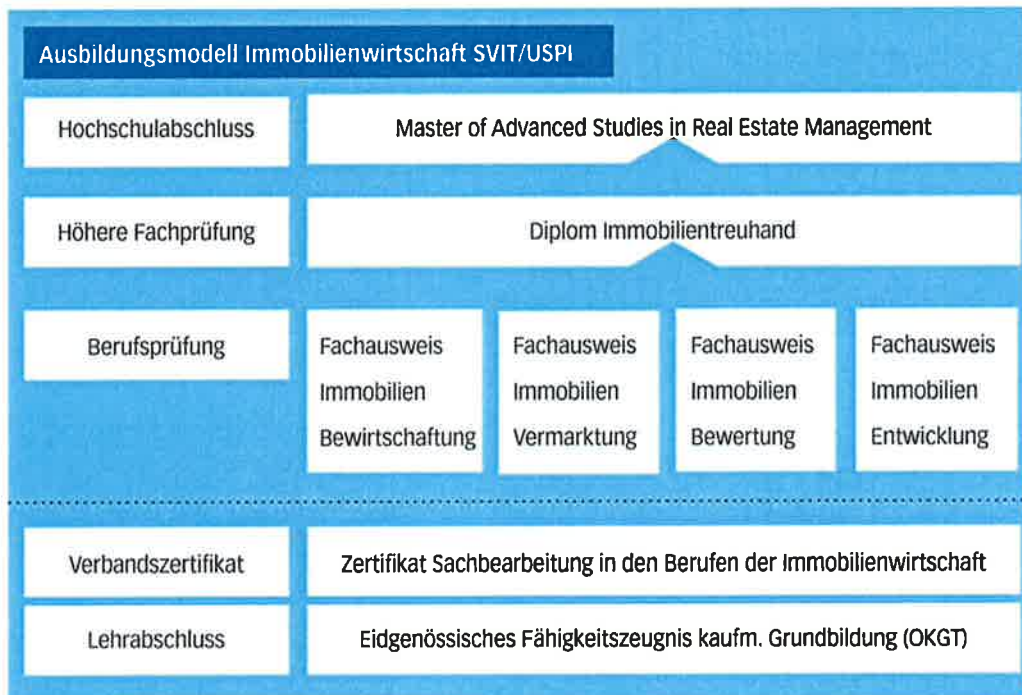 Ausbildungsmodell Immobilienwirtschaft SVIT/USPI
Hochschulabschluss
Master of Advanced Studies in Real Estate Management
Höhere Fachprüfung
Diplom Immobilientreuhand
Berufsprüfung
Fachausweis
Immobilien
Bewirtschaftung
Fachausweis
Immobilien
Vermarktung
Fachausweis
Immobilien
Bewertung
Fachausweis
Immobilien
Entwicklung
Verbandszertifikat
Zertifikat Sachbearbeitung in den Berufen der Immobilienwirtschaft
Lehrabschluss
Eidgenössisches Fähigkeitszeugnis kaufm. Grundbildung (OKGT)